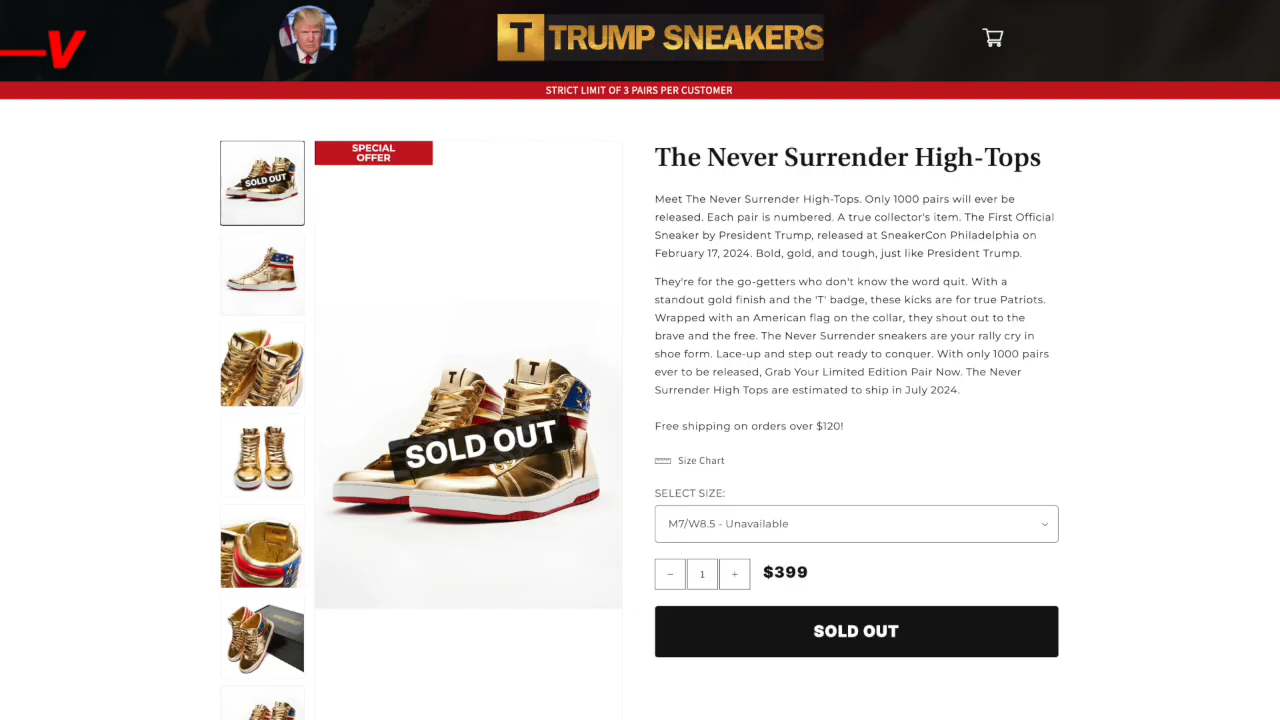 V
T TRUMP SNEAKERS
STRICT LIMIT OF 3 PAIRS PER CUSTOMER
SPECIAL
OFFER
SOLD OUT
T
T
SOLD OUT
The Never Surrender High-Tops
Meet The Never Surrender High-Tops. Only 1000 pairs will ever be
released. Each pair is numbered. A true collector's item. The First Official
Sneaker by President Trump, released at SneakerCon Philadelphia on
February 17, 2024. Bold, gold, and tough, just like President Trump.
They're for the go-getters who don't know the word quit. With a
standout gold finish and the 'T' badge, these kicks are for true Patriots.
Wrapped with an American flag on the collar, they shout out to the
brave and the free. The Never Surrender sneakers are your rally cry in
shoe form. Lace-up and step out ready to conquer. With only 1000 pairs
ever to be released, Grab Your Limited Edition Pair Now. The Never
Surrender High Tops are estimated to ship in July 2024.
Free shipping on orders over $120!
Size Chart
SELECT SIZE:
M7/W8.5 - Unavailable
− 1 + $399
SOLD OUT